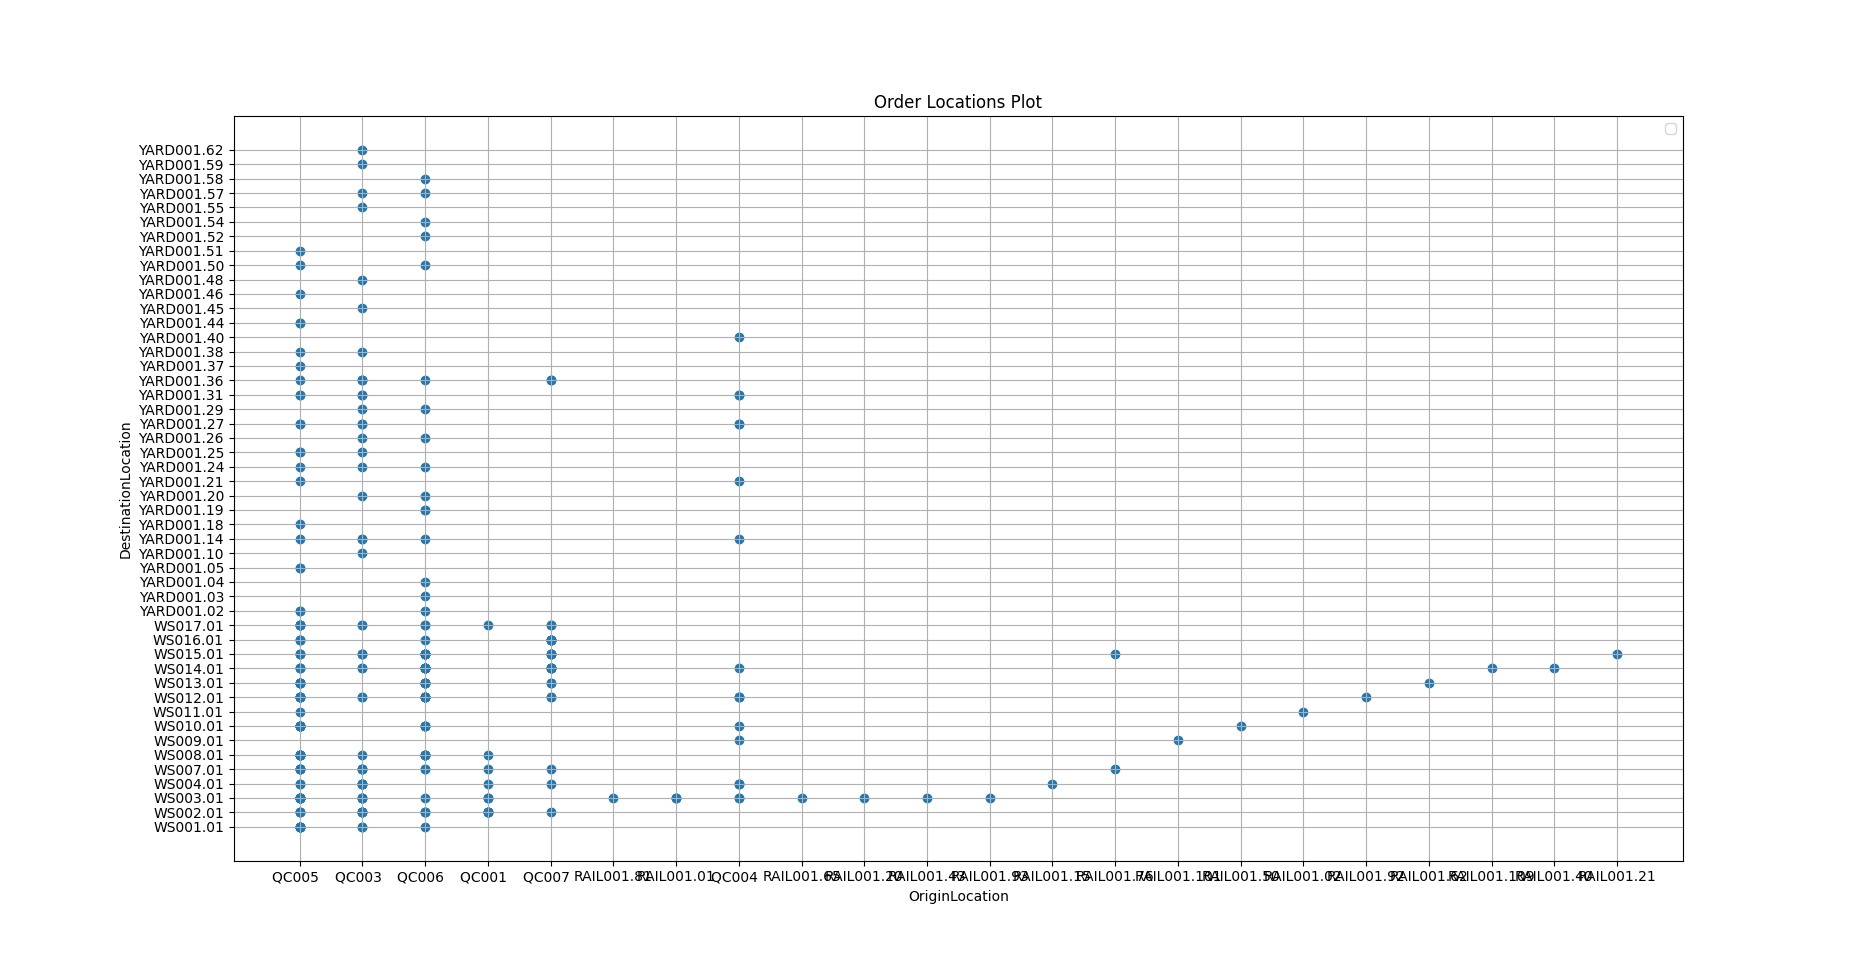 Order Locations Plot
YARD001.62
YARD001.59
YARD001.58
YARD001.57
YARD001.55
YARD001.54
YARD001.52
YARD001.51
YARD001.50
YARD001.48
YARD001.46
YARD001.45
YARD001.44
YARD001.40
YARD001.38
YARD001.37
YARD001.36
YARD001.31
YARD001.29
YARD001.27
YARD001.26
YARD001.25
YARD001.24
YARD001.21
YARD001.20
YARD001.19
YARD001.18
YARD001.14
YARD001.10
YARD001.05
YARD001.04
YARD001.03
YARD001.02
WS017.01
WS016.01
WS015.01
WS014.01
WS013.01
WS012.01
WS011.01
WS010.01
WS009.01
WS008.01
WS007.01
WS004.01
WS003.01
WS002.01
WS001.01
DestinationLocation
QC005 QC003 QC006 QC001 QC007 RAIL001.81 RAIL001.01 QC004 RAIL001.65 RAIL001.20 RAIL001.43 RAIL001.93 RAIL001.15 RAIL001.76 RAIL001.101 RAIL001.50 RAIL001.02 RAIL001.92 RAIL001.62 RAIL001.109 RAIL001.40 RAIL001.21
OriginLocation